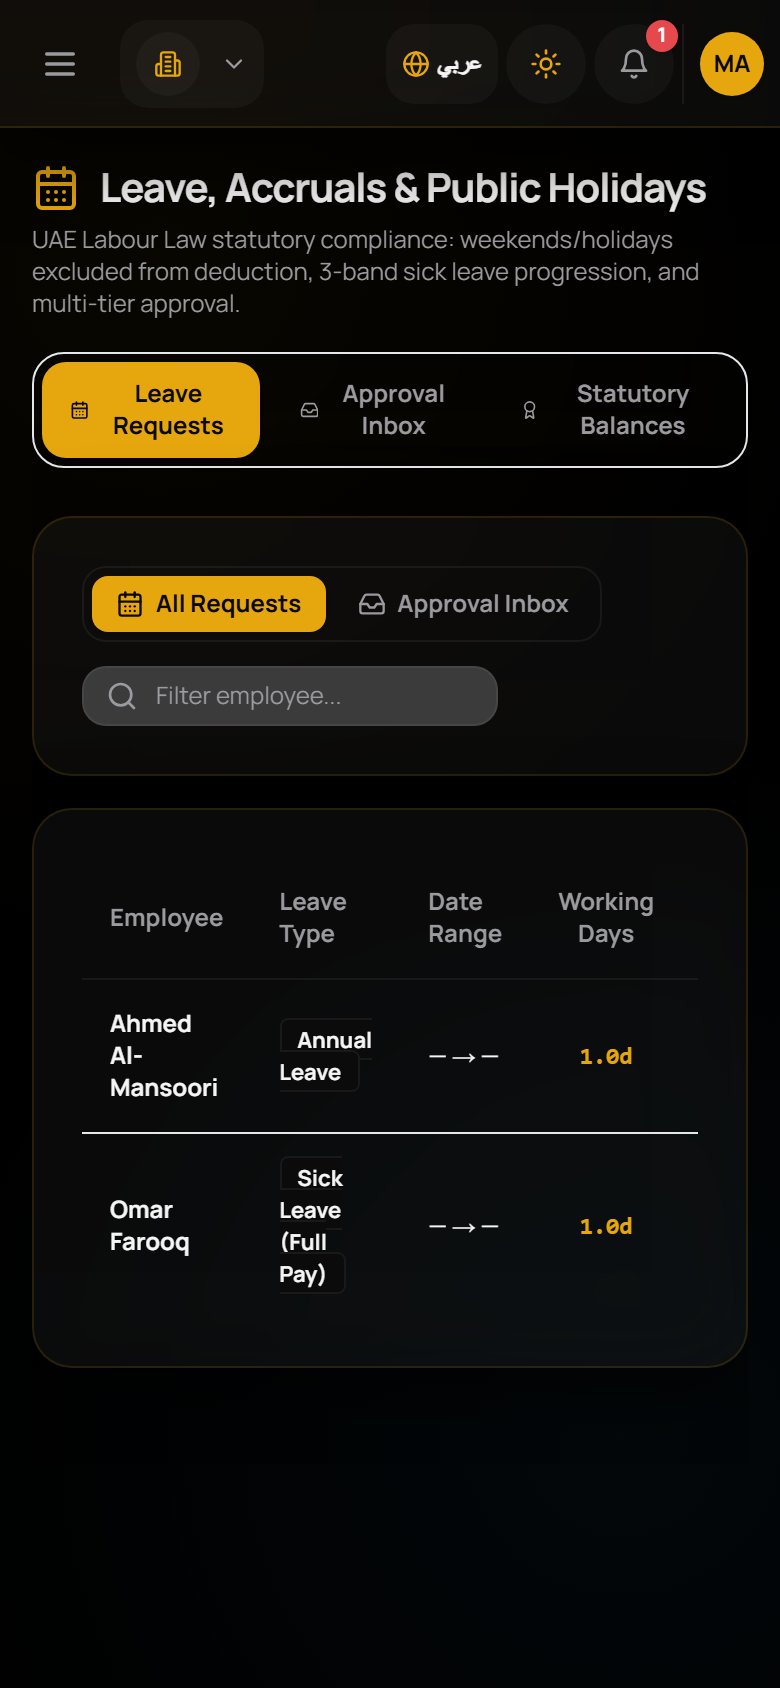 عربي
1
MA
Leave, Accruals & Public Holidays
UAE Labour Law statutory compliance: weekends/holidays
excluded from deduction, 3-band sick leave progression, and
multi-tier approval.
Leave
Requests
Approval
Inbox
Statutory
Balances
All Requests
Approval Inbox
Filter employee...
Employee
Leave
Type
Date
Range
Working
Days
Ahmed
Al-
Mansoori
Annual
Leave
—→—
1.0d
Omar
Farooq
Sick
Leave
(Full
Pay)
—→—
1.0d